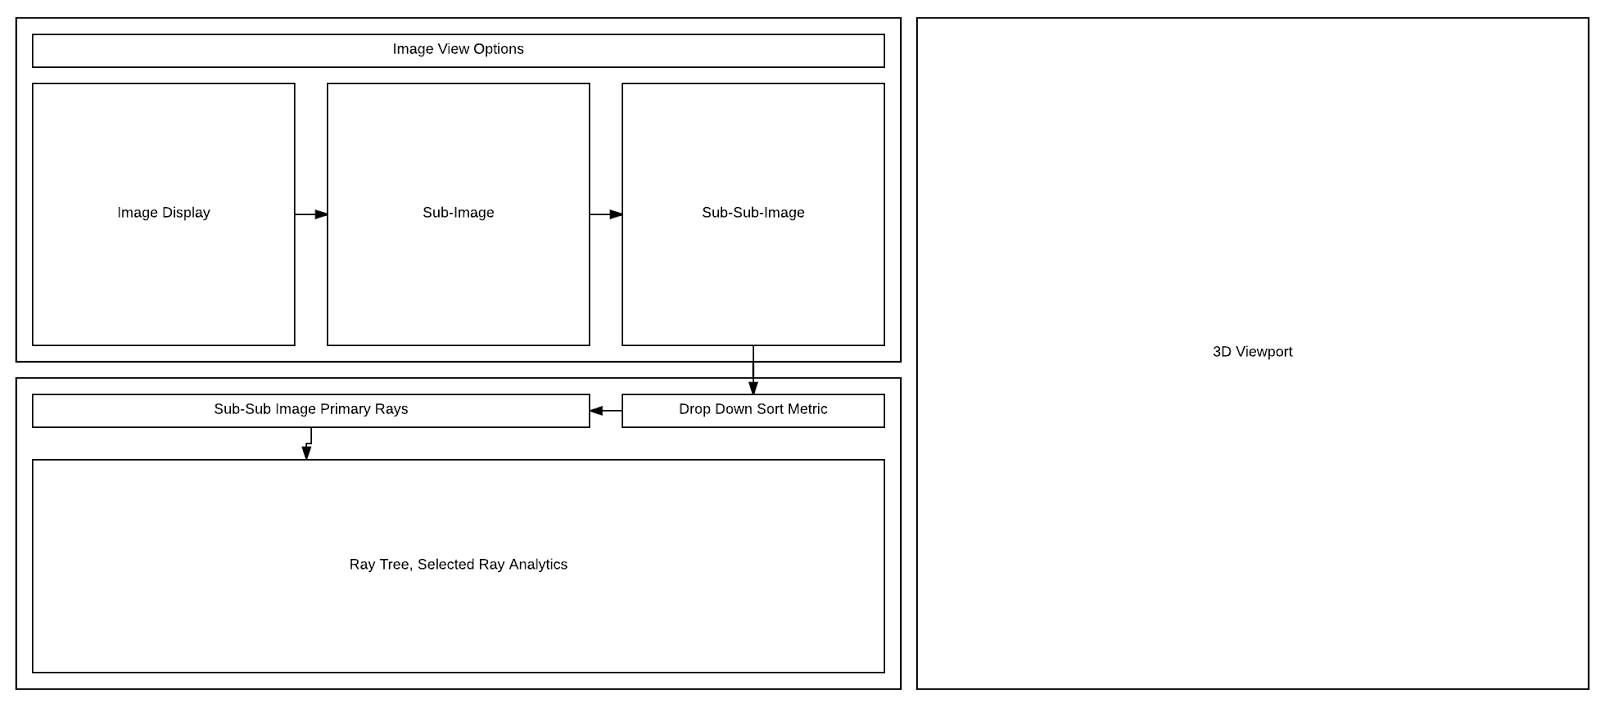 Image View Options
Image Display
Sub-Image
Sub-Sub-Image
3D Viewport
Sub-Sub Image Primary Rays
Drop Down Sort Metric
Ray Tree, Selected Ray Analytics